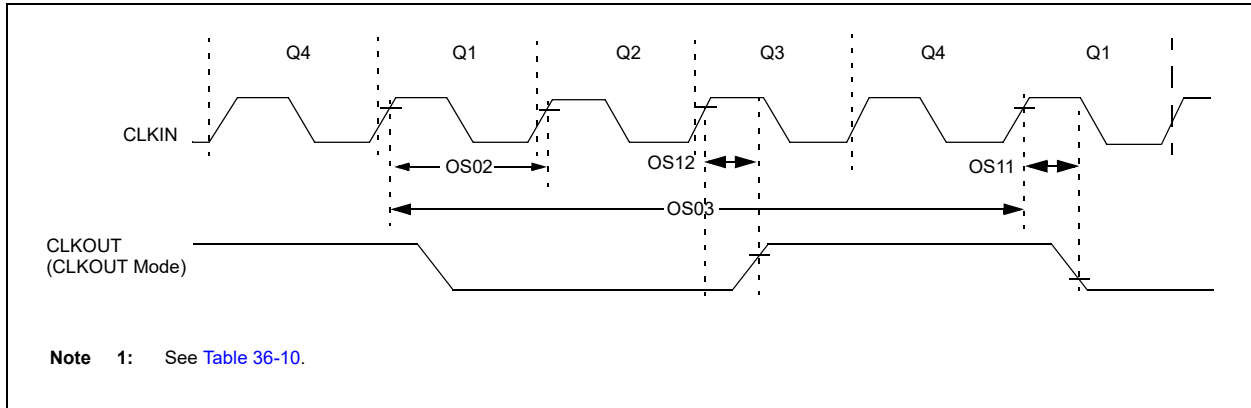 Q4 Q1 Q2 Q3 Q4 Q1
CLKIN
OS02 OS12 OS11
OS03
CLKOUT
(CLKOUT Mode)
Note 1: See Table 36-10.